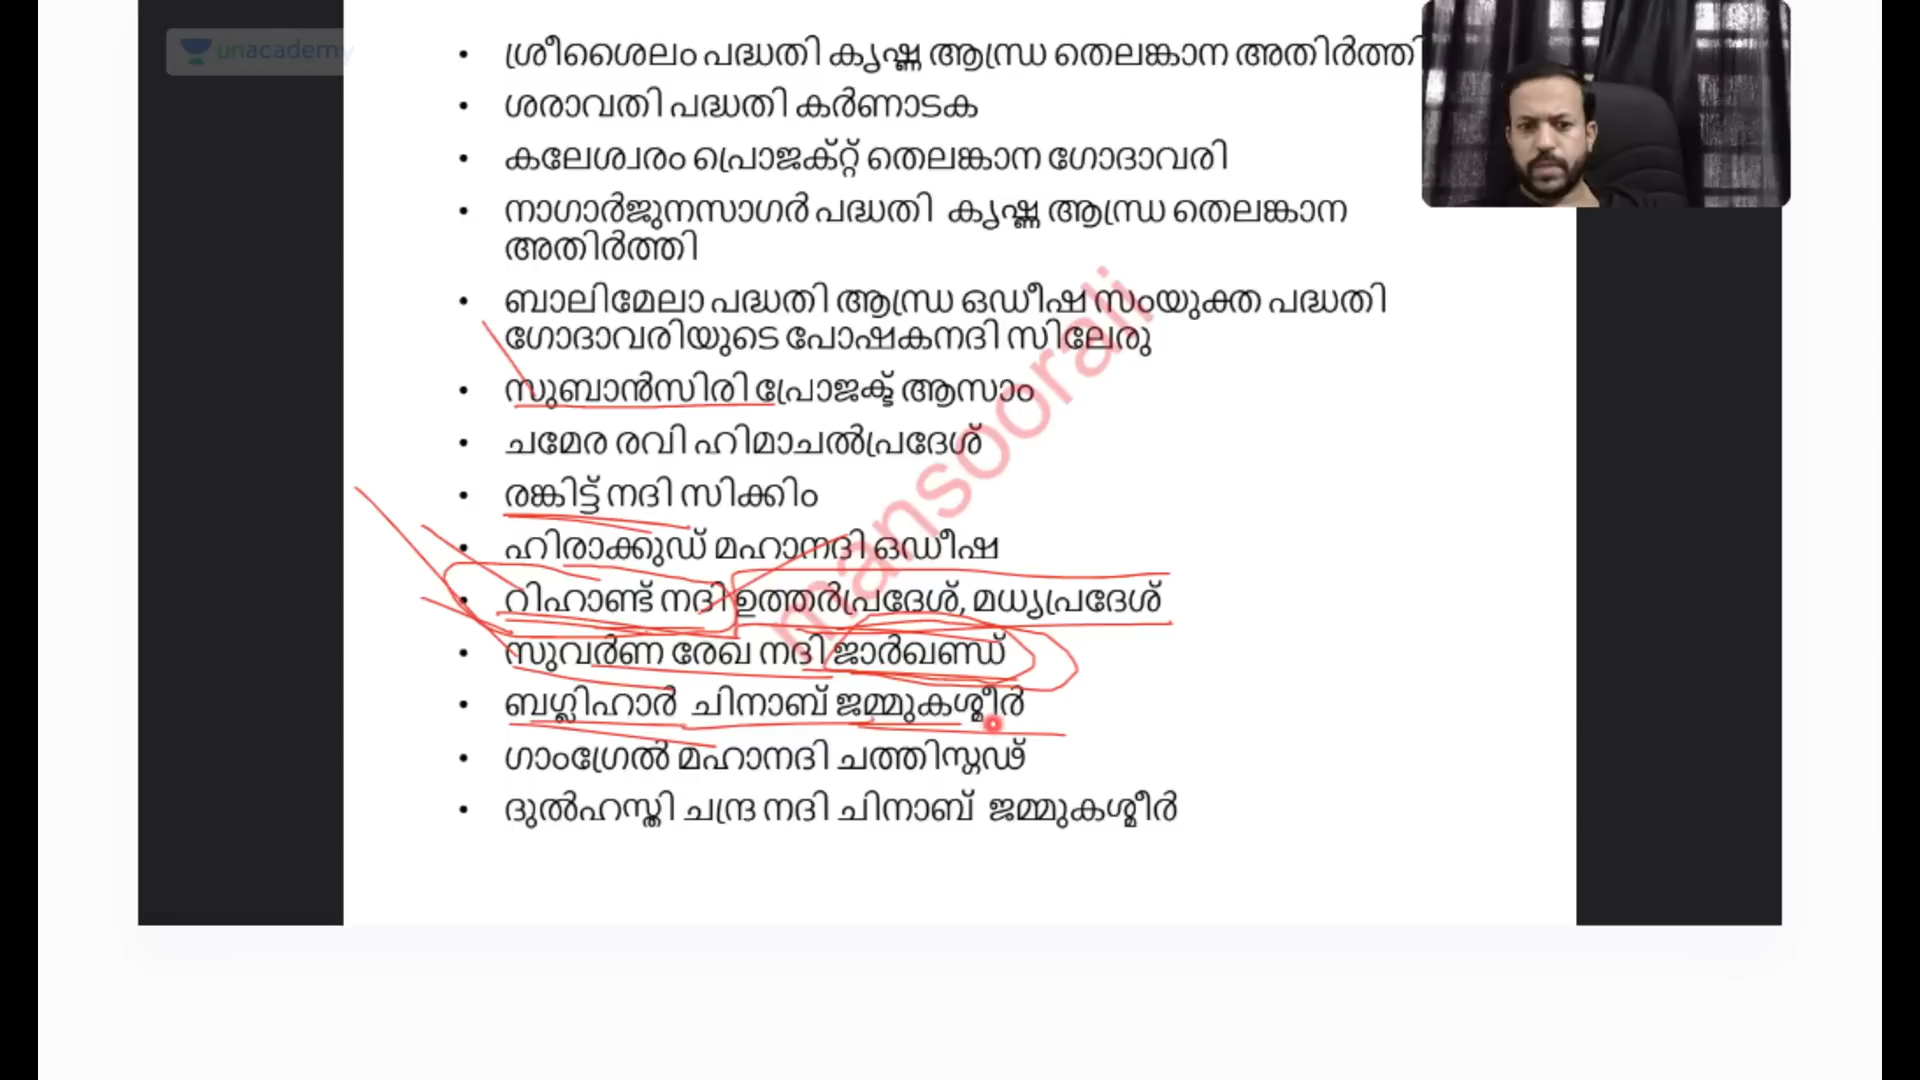 unacademy
• ശ്രീശൈലം പദ്ധതി കൃഷ്ണ ആന്ധ്ര തെലങ്കാന അതിർത്തി
• ശരാവതി പദ്ധതി കർണാടക
• കലേശ്വരം പ്രൊജക്റ്റ് തെലങ്കാന ഗോദാവരി
• നാഗാർജുനസാഗർ പദ്ധതി കൃഷ്ണ ആന്ധ്ര തെലങ്കാന
അതിർത്തി
• ബാലിമേലാ പദ്ധതി ആന്ധ്ര ഒഡീഷ സംയുക്ത പദ്ധതി
ഗോദാവരിയുടെ പോഷകനദി സിലേരു
• സുബാൻസിരി പ്രോജക്ട് ആസാം
• ചമേര രവി ഹിമാചൽപ്രദേശ്
• രങ്കിട്ട് നദി സിക്കിം
• ഹിരാക്കുഡ് മഹാനദി ഒഡീഷ
• റിഹാണ്ട് നദി ഉത്തർപ്രദേശ്, മധ്യപ്രദേശ്
• സുവർണ രേഖ നദി ജാർഖണ്ഡ്
• ബഗ്ലിഹാർ ചിനാബ് ജമ്മുകശ്മീർ
• ഗാംഗ്രേൽ മഹാനദി ചത്തിസ്ഗഢ്
• ദുൽഹസ്തി ചന്ദ്ര നദി ചിനാബ് ജമ്മുകശ്മീർ
mansoorali